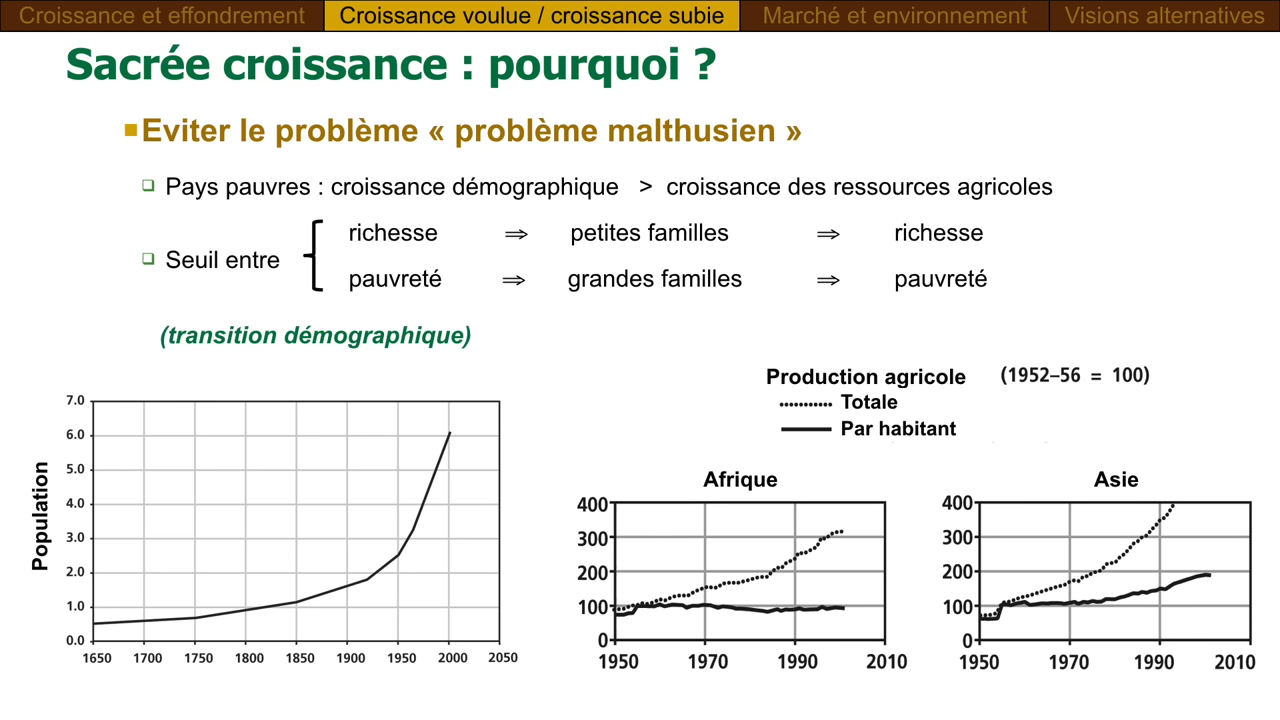 Croissance et effondrement Croissance voulue / croissance subie Marché et environnement Visions alternatives
Sacrée croissance : pourquoi ?
Eviter le problème « problème malthusien »
Pays pauvres : croissance démographique > croissance des ressources agricoles
Seuil entre
richesse ⇒ petites familles ⇒ richesse
pauvreté ⇒ grandes familles ⇒ pauvreté
(transition démographique)
Population
7.0
6.0
5.0
4.0
3.0
2.0
1.0
0.0
1650 1700 1750 1800 1850 1900 1950 2000 2050
Production agricole (1952–56 = 100)
Totale
Par habitant
Afrique
400
300
200
100
0
1950 1970 1990 2010
Asie
400
300
200
100
0
1950 1970 1990 2010